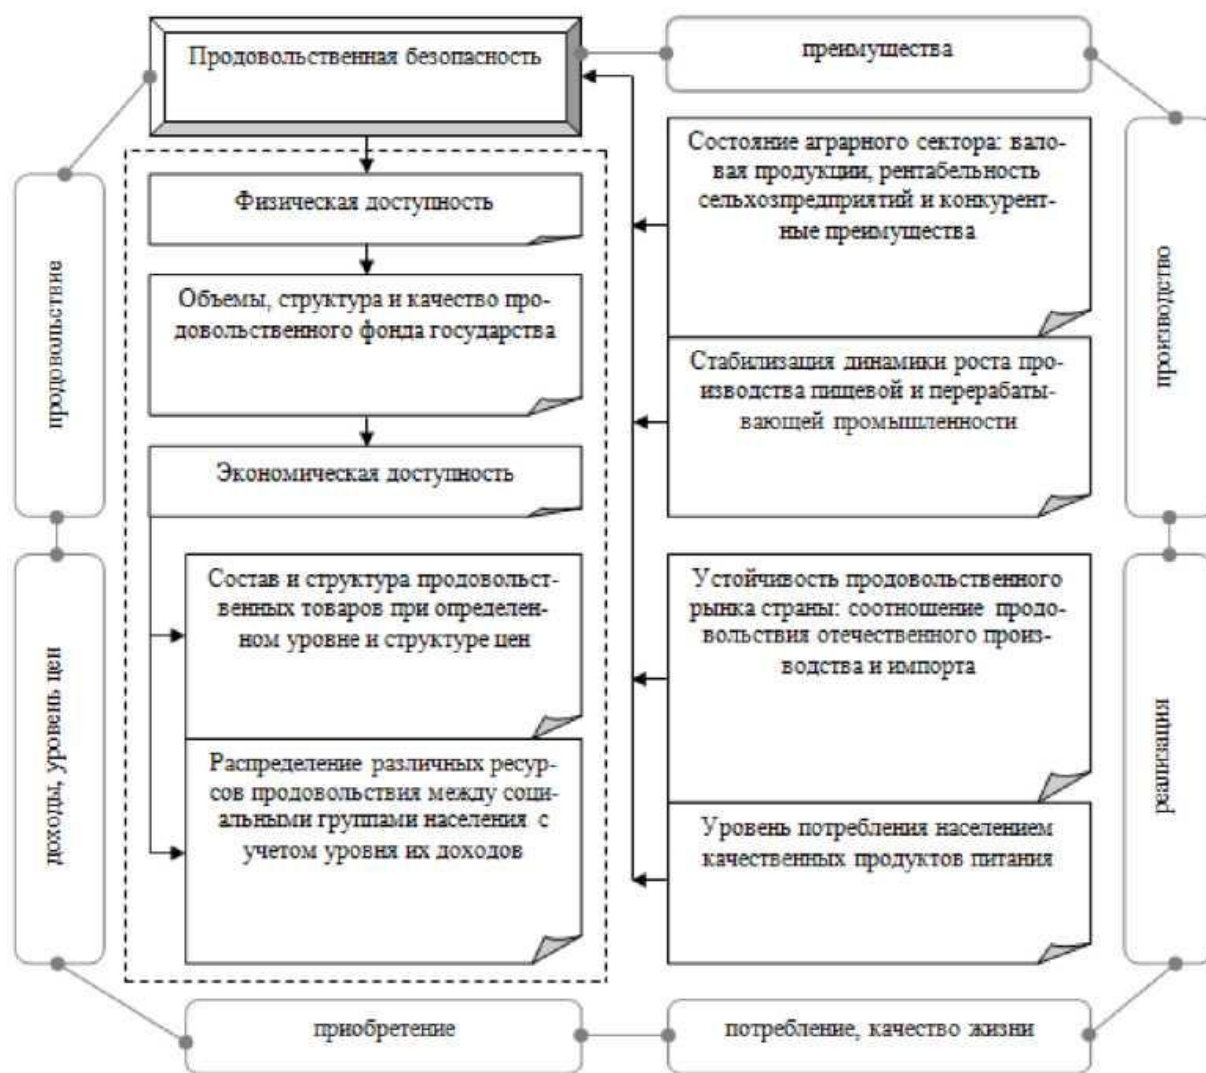 Продовольственная безопасность
преимущества
продовольствие
Физическая доступность
Объемы, структура и качество про-
довольственного фонда государства
Экономическая доступность
Состояние аграрного сектора: вало-
вая продукции, рентабельность
сельхозпредприятий и конкурент-
ные преимущества
Стабилизация динамики роста про-
изводства пищевой и перерабаты-
вающей промышленности
производство
доходы, уровень цен
Состав и структура продовольст-
венных товаров при определен-
ном уровне и структуре цен
Распределение различных ресур-
сов продовольствия между соци-
альными группами населения с
учетом уровня их доходов
Устойчивость продовольственного
рынка страны: соотношение продо-
вольствия отечественного произ-
водства и импорта
Уровень потребления населением
качественных продуктов питания
реализация
приобретение
потребление, качество жизни